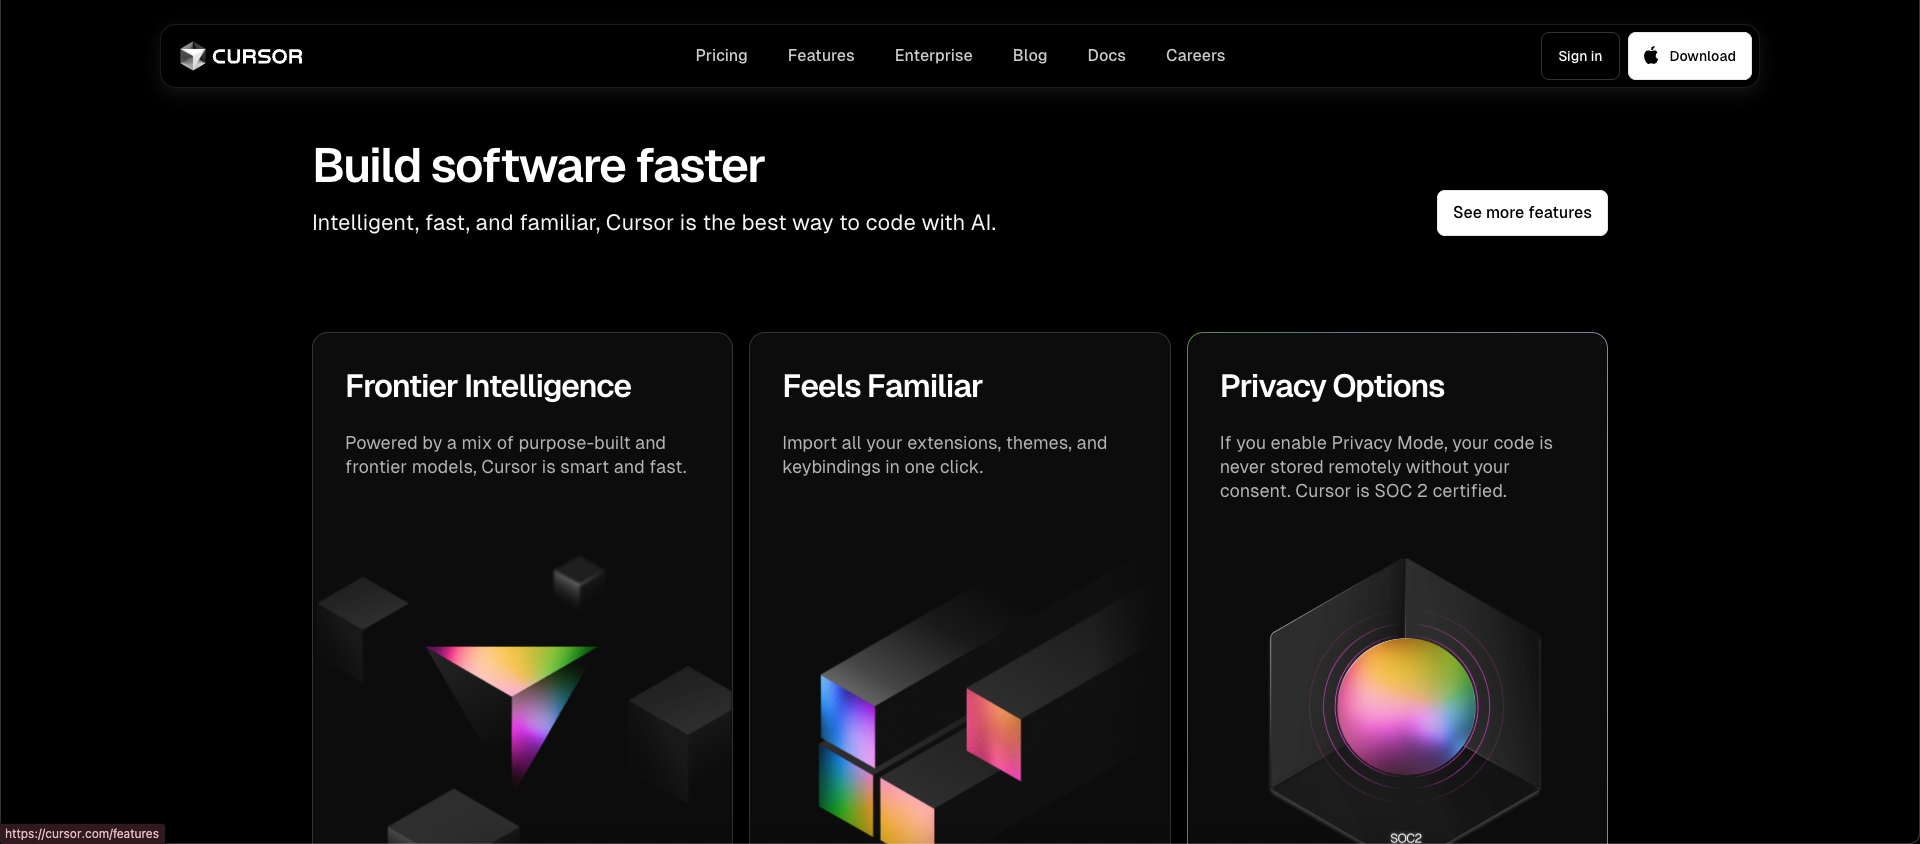 CURSOR
Pricing
Features
Enterprise
Blog
Docs
Careers
Sign in
Download
Build software faster
Intelligent, fast, and familiar, Cursor is the best way to code with AI.
See more features
Frontier Intelligence
Powered by a mix of purpose-built and
frontier models, Cursor is smart and fast.
Feels Familiar
Import all your extensions, themes, and
keybindings in one click.
Privacy Options
If you enable Privacy Mode, your code is
never stored remotely without your
consent. Cursor is SOC 2 certified.
SOC2
https://cursor.com/features